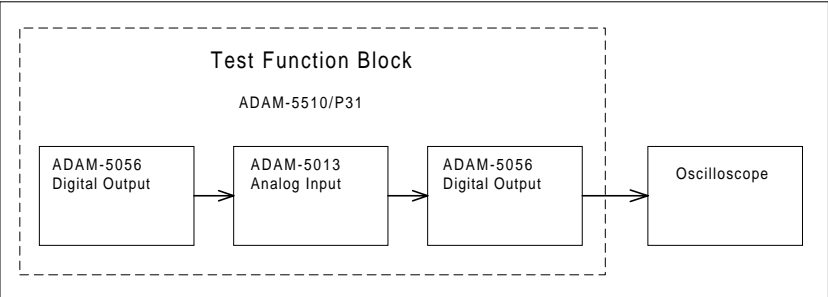 Test Function Block
ADAM-5510/P31
ADAM-5056
Digital Output
ADAM-5013
Analog Input
ADAM-5056
Digital Output
Oscilloscope